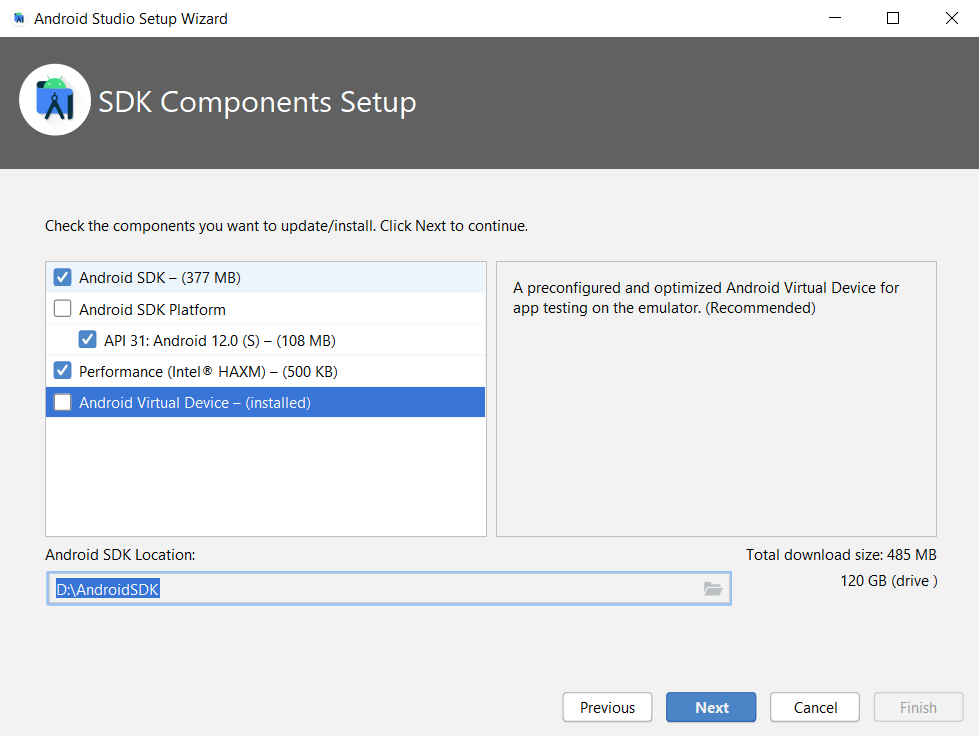 Android Studio Setup Wizard
SDK Components Setup
Check the components you want to update/install. Click Next to continue.
Android SDK – (377 MB)
Android SDK Platform
API 31: Android 12.0 (S) – (108 MB)
Performance (Intel® HAXM) – (500 KB)
Android Virtual Device – (installed)
A preconfigured and optimized Android Virtual Device for
app testing on the emulator. (Recommended)
Android SDK Location:
D:\AndroidSDK
Total download size: 485 MB
120 GB (drive )
Previous
Next
Cancel
Finish